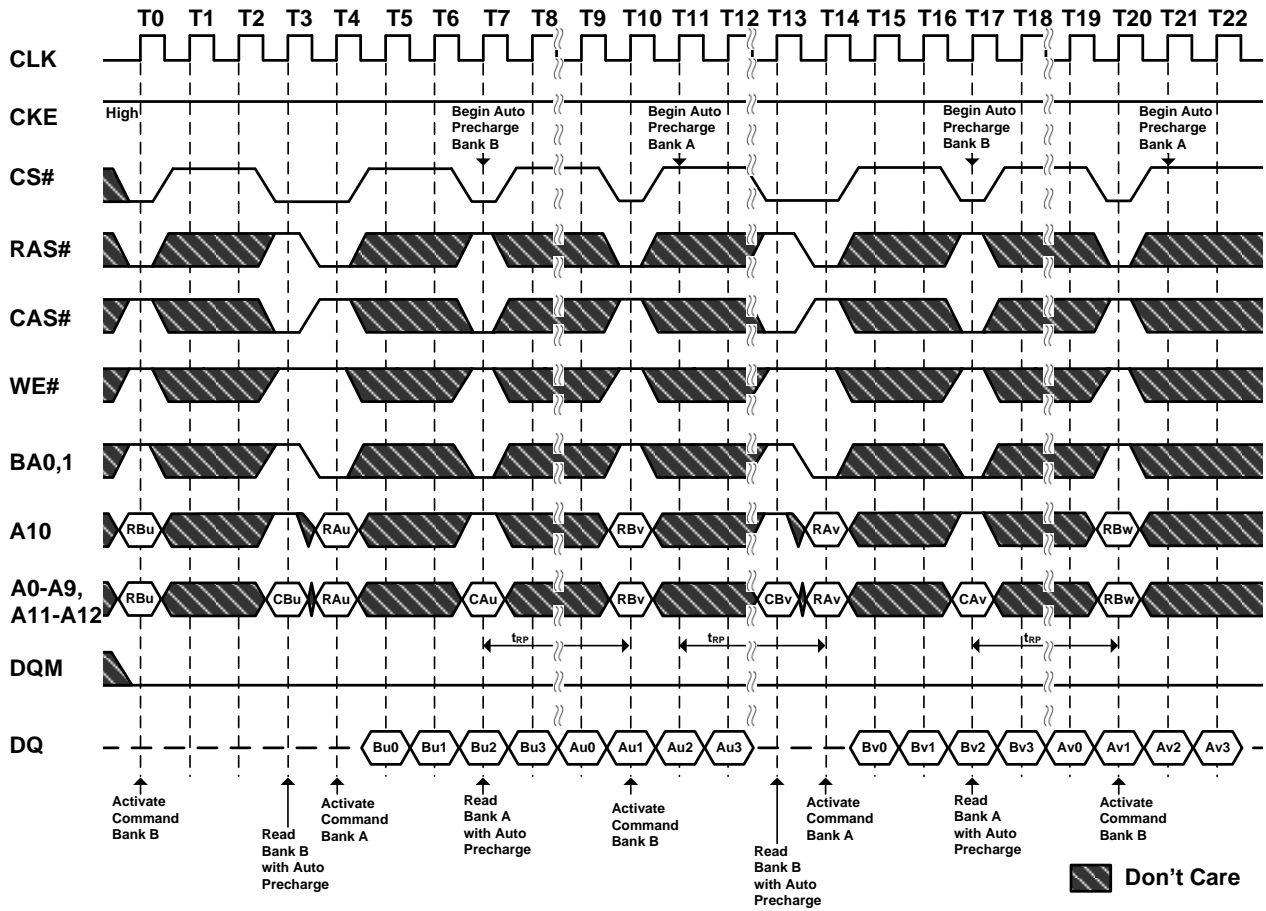 T0 T1 T2 T3 T4 T5 T6 T7 T8 T9 T10 T11 T12 T13 T14 T15 T16 T17 T18 T19 T20 T21 T22
CLK
CKE
High
Begin Auto
Precharge
Bank B
Begin Auto
Precharge
Bank A
Begin Auto
Precharge
Bank B
Begin Auto
Precharge
Bank A
CS#
RAS#
CAS#
WE#
BA0,1
A10
RBu RAu RBv RAv RBw
A0-A9,
A11-A12
RBu CBu RAu CAu RBv CBv RAv CAv RBw
tRP tRP tRP
DQM
DQ
Bu0 Bu1 Bu2 Bu3 Au0 Au1 Au2 Au3 Bv0 Bv1 Bv2 Bv3 Av0 Av1 Av2 Av3
Activate
Command
Bank B
Read
Bank B
with Auto
Precharge
Activate
Command
Bank A
Read
Bank A
with Auto
Precharge
Activate
Command
Bank B
Read
Bank B
with Auto
Precharge
Activate
Command
Bank A
Read
Bank A
with Auto
Precharge
Activate
Command
Bank B
Don't Care